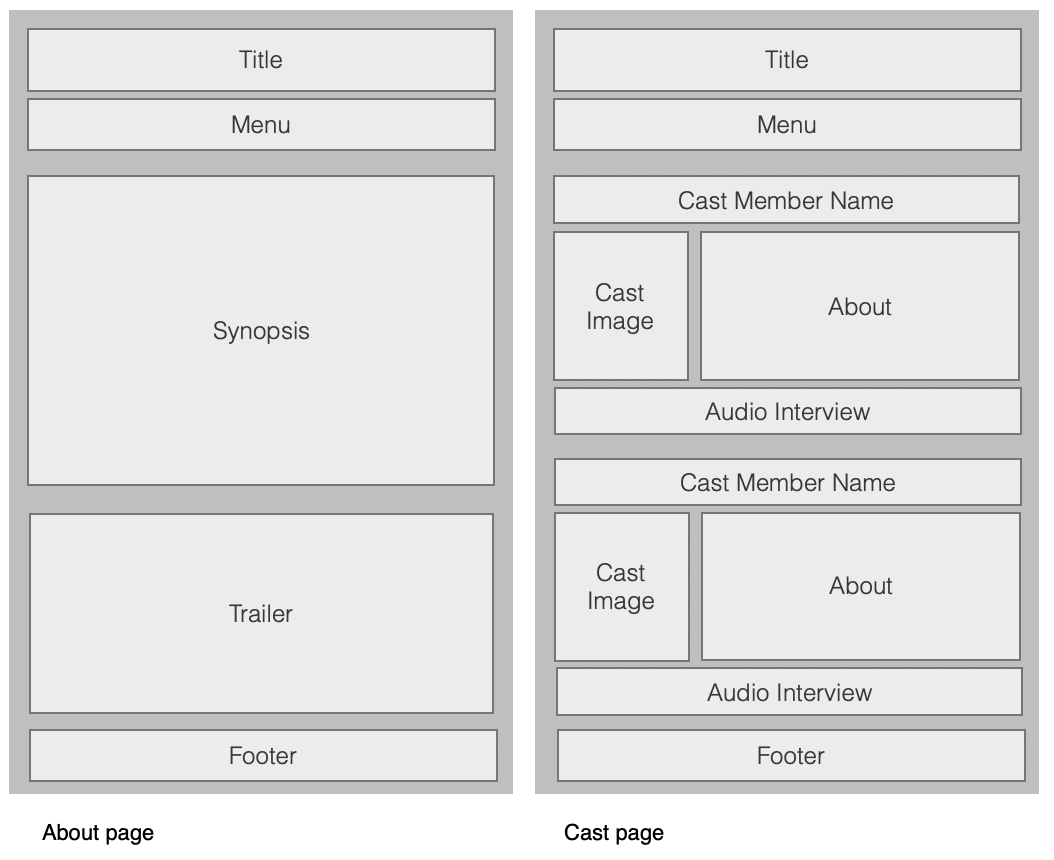 Title
Menu
Synopsis
Trailer
Footer
About page
Title
Menu
Cast Member Name
Cast
Image
About
Audio Interview
Cast Member Name
Cast
Image
About
Audio Interview
Footer
Cast page